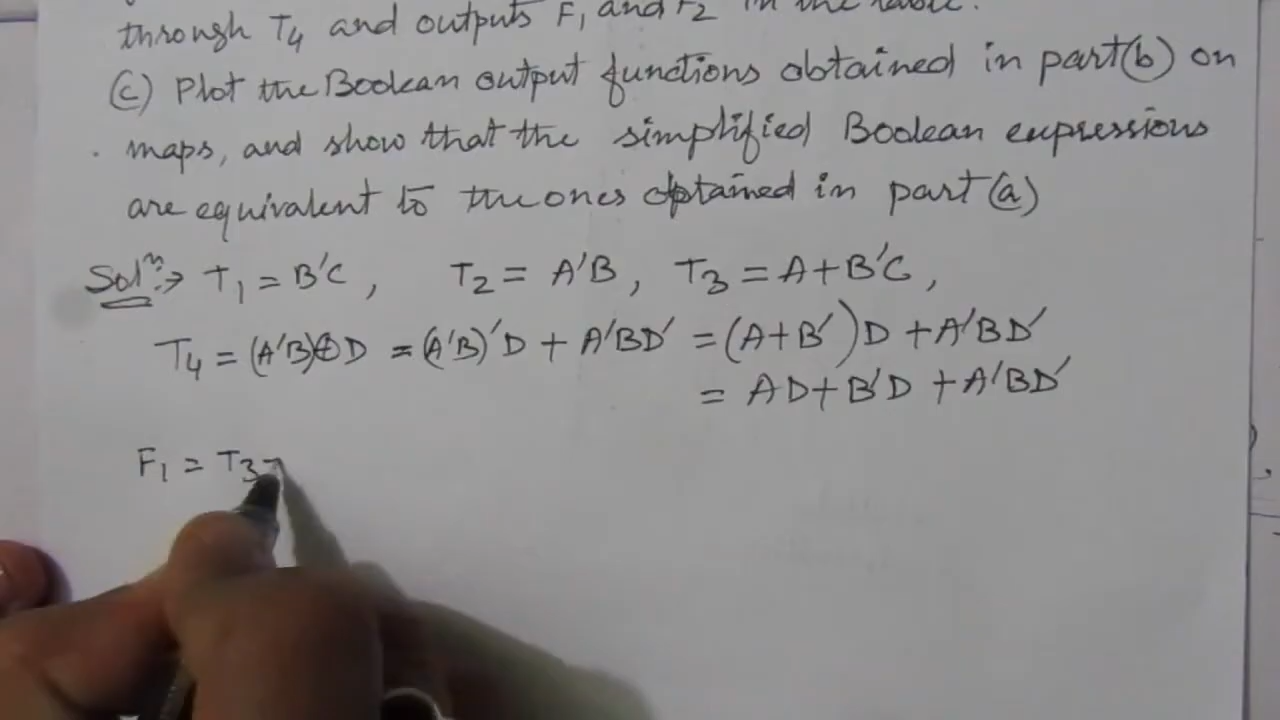 through T4 and outputs F1 and F2 in the table.
(c) Plot the Boolean output functions obtained in part(b) on
maps, and show that the simplified Boolean expressions
are equivalent to the ones obtained in part(a)
Solⁿ:→ T1 = B'C, T2 = A'B, T3 = A+B'C,
T4 = (A'B)⊕D = (A'B)'D + A'BD' = (A+B')D + A'BD'
= AD+B'D + A'BD'
F1 = T3